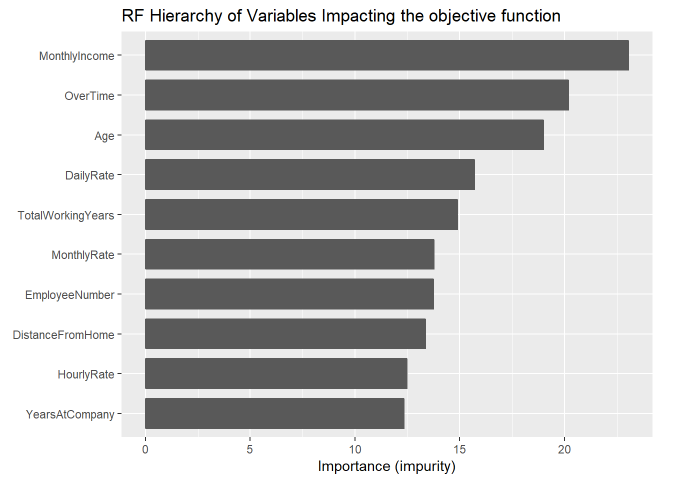 RF Hierarchy of Variables Impacting the objective function
MonthlyIncome
OverTime
Age
DailyRate
TotalWorkingYears
MonthlyRate
EmployeeNumber
DistanceFromHome
HourlyRate
YearsAtCompany
0 5 10 15 20
Importance (impurity)